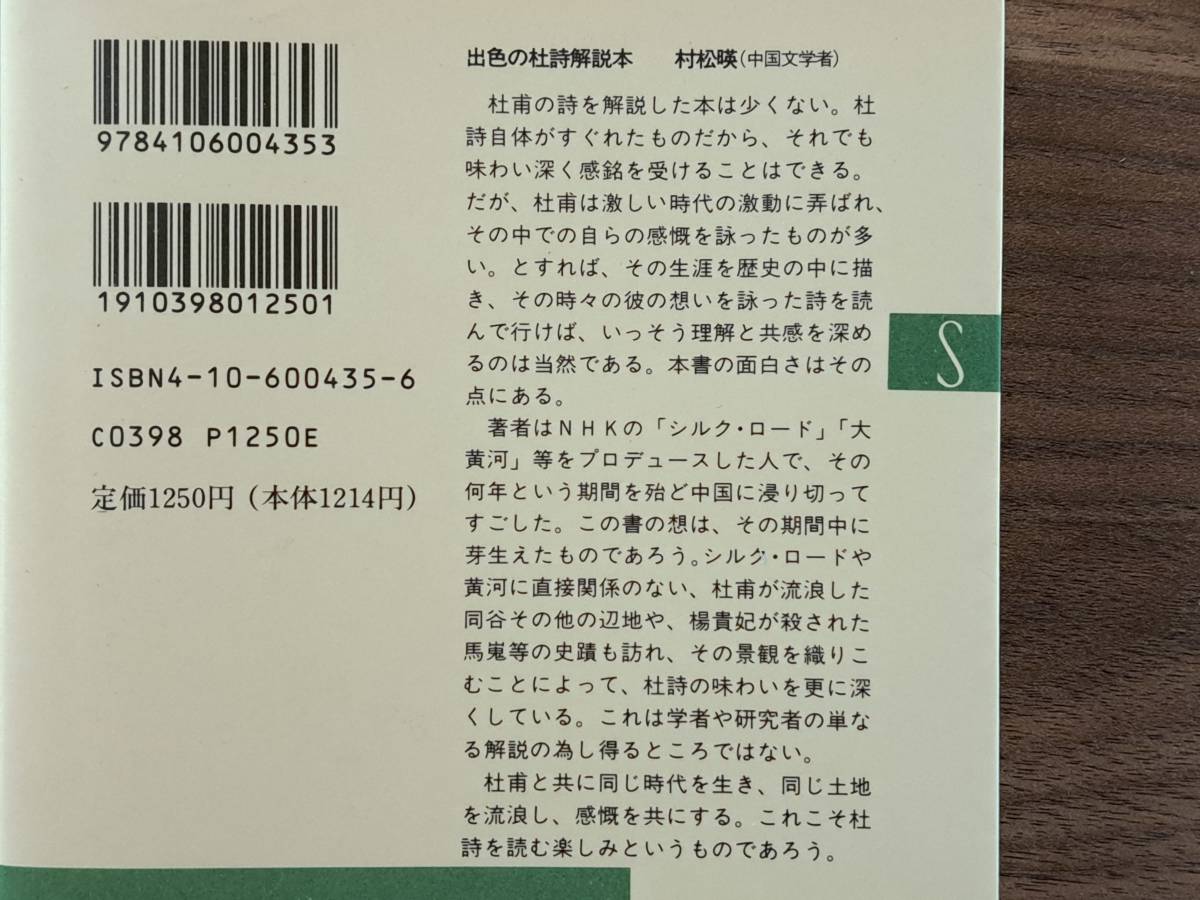 9784106004353
1910398012501
ISBN4-10-600435-6
C0398 P1250E
定価1250円（本体1214円）
出色の杜詩解説本　村松暎（中国文学者）
杜甫の詩を解説した本は少くない。杜
詩自体がすぐれたものだから、それでも
味わい深く感銘を受けることはできる。
だが、杜甫は激しい時代の激動に弄ばれ、
その中での自らの感慨を詠ったものが多
い。とすれば、その生涯を歴史の中に描
き、その時々の彼の想いを詠った詩を読
んで行けば、いっそう理解と共感を深め
るのは当然である。本書の面白さはその
点にある。
著者はNHKの「シルク・ロード」「大
黄河」等をプロデュースした人で、その
何年という期間を殆ど中国に浸り切って
すごした。この書の想は、その期間中に
芽生えたものであろう。シルク・ロードや
黄河に直接関係のない、杜甫が流浪した
同谷その他の辺地や、楊貴妃が殺された
馬嵬等の史蹟も訪れ、その景観を織りこ
むことによって、杜詩の味わいを更に深
くしている。これは学者や研究者の単な
る解説の為し得るところではない。
杜甫と共に同じ時代を生き、同じ土地
を流浪し、感慨を共にする。これこそ杜
詩を読む楽しみというものであろう。
S